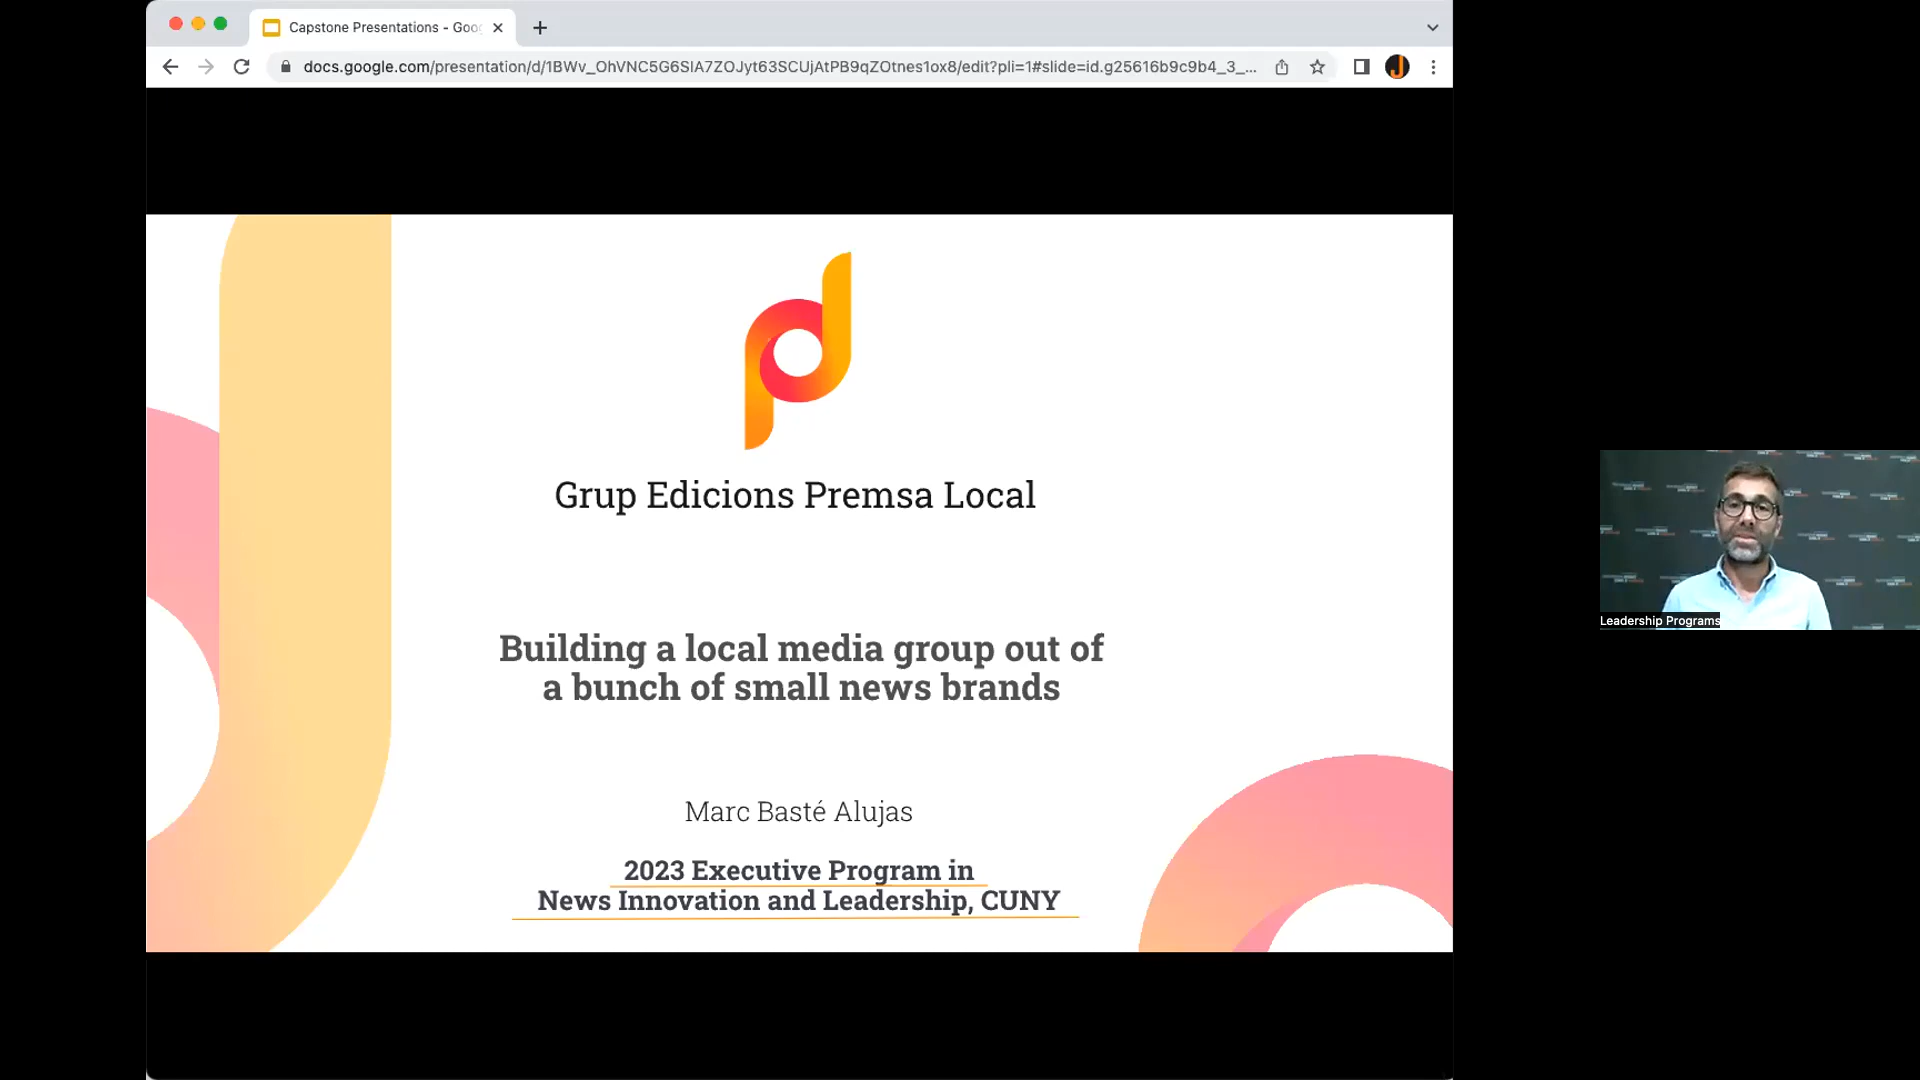 Capstone Presentations - Goo
docs.google.com/presentation/d/1BWv_OhVNC5G6SlA7ZOJyt63SCUjAtPB9qZOtnes1ox8/edit?pli=1#slide=id.g25616b9c9b4_3_...
Grup Edicions Premsa Local
Building a local media group out of
a bunch of small news brands
Marc Basté Alujas
2023 Executive Program in
News Innovation and Leadership, CUNY
Leadership Programs